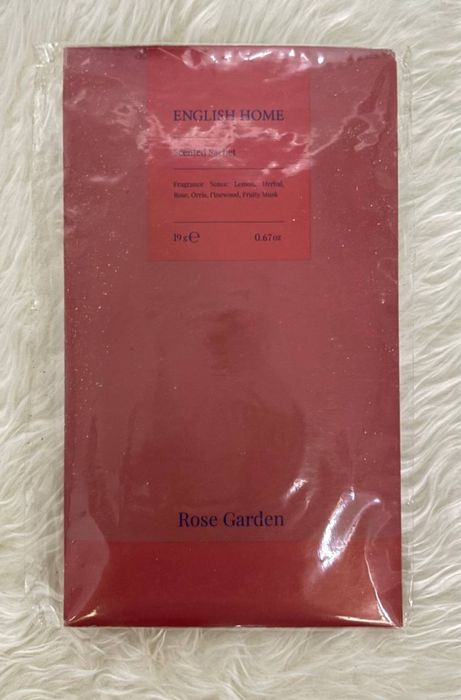 ENGLISH HOME
Scented Sachet
Fragrance Notes: Lemon, Herbal,
Rose, Orris, Pinewood, Fruity Musk
19 g ℮ 0.67 oz
Rose Garden